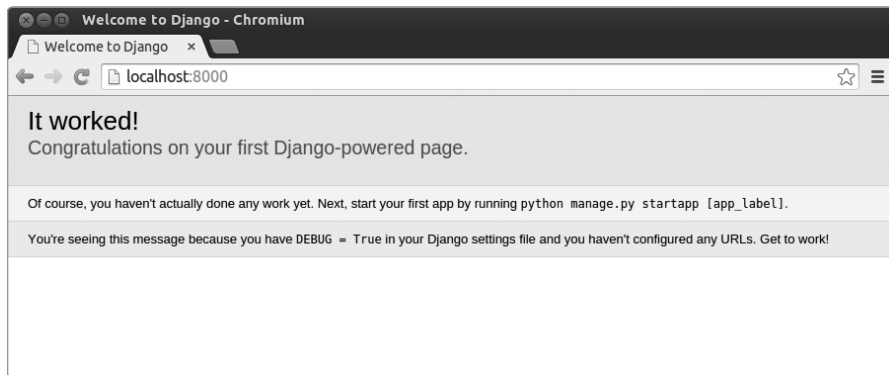 Welcome to Django - Chromium
Welcome to Django
localhost:8000
It worked!
Congratulations on your first Django-powered page.
Of course, you haven't actually done any work yet. Next, start your first app by running python manage.py startapp [app_label].
You're seeing this message because you have DEBUG = True in your Django settings file and you haven't configured any URLs. Get to work!